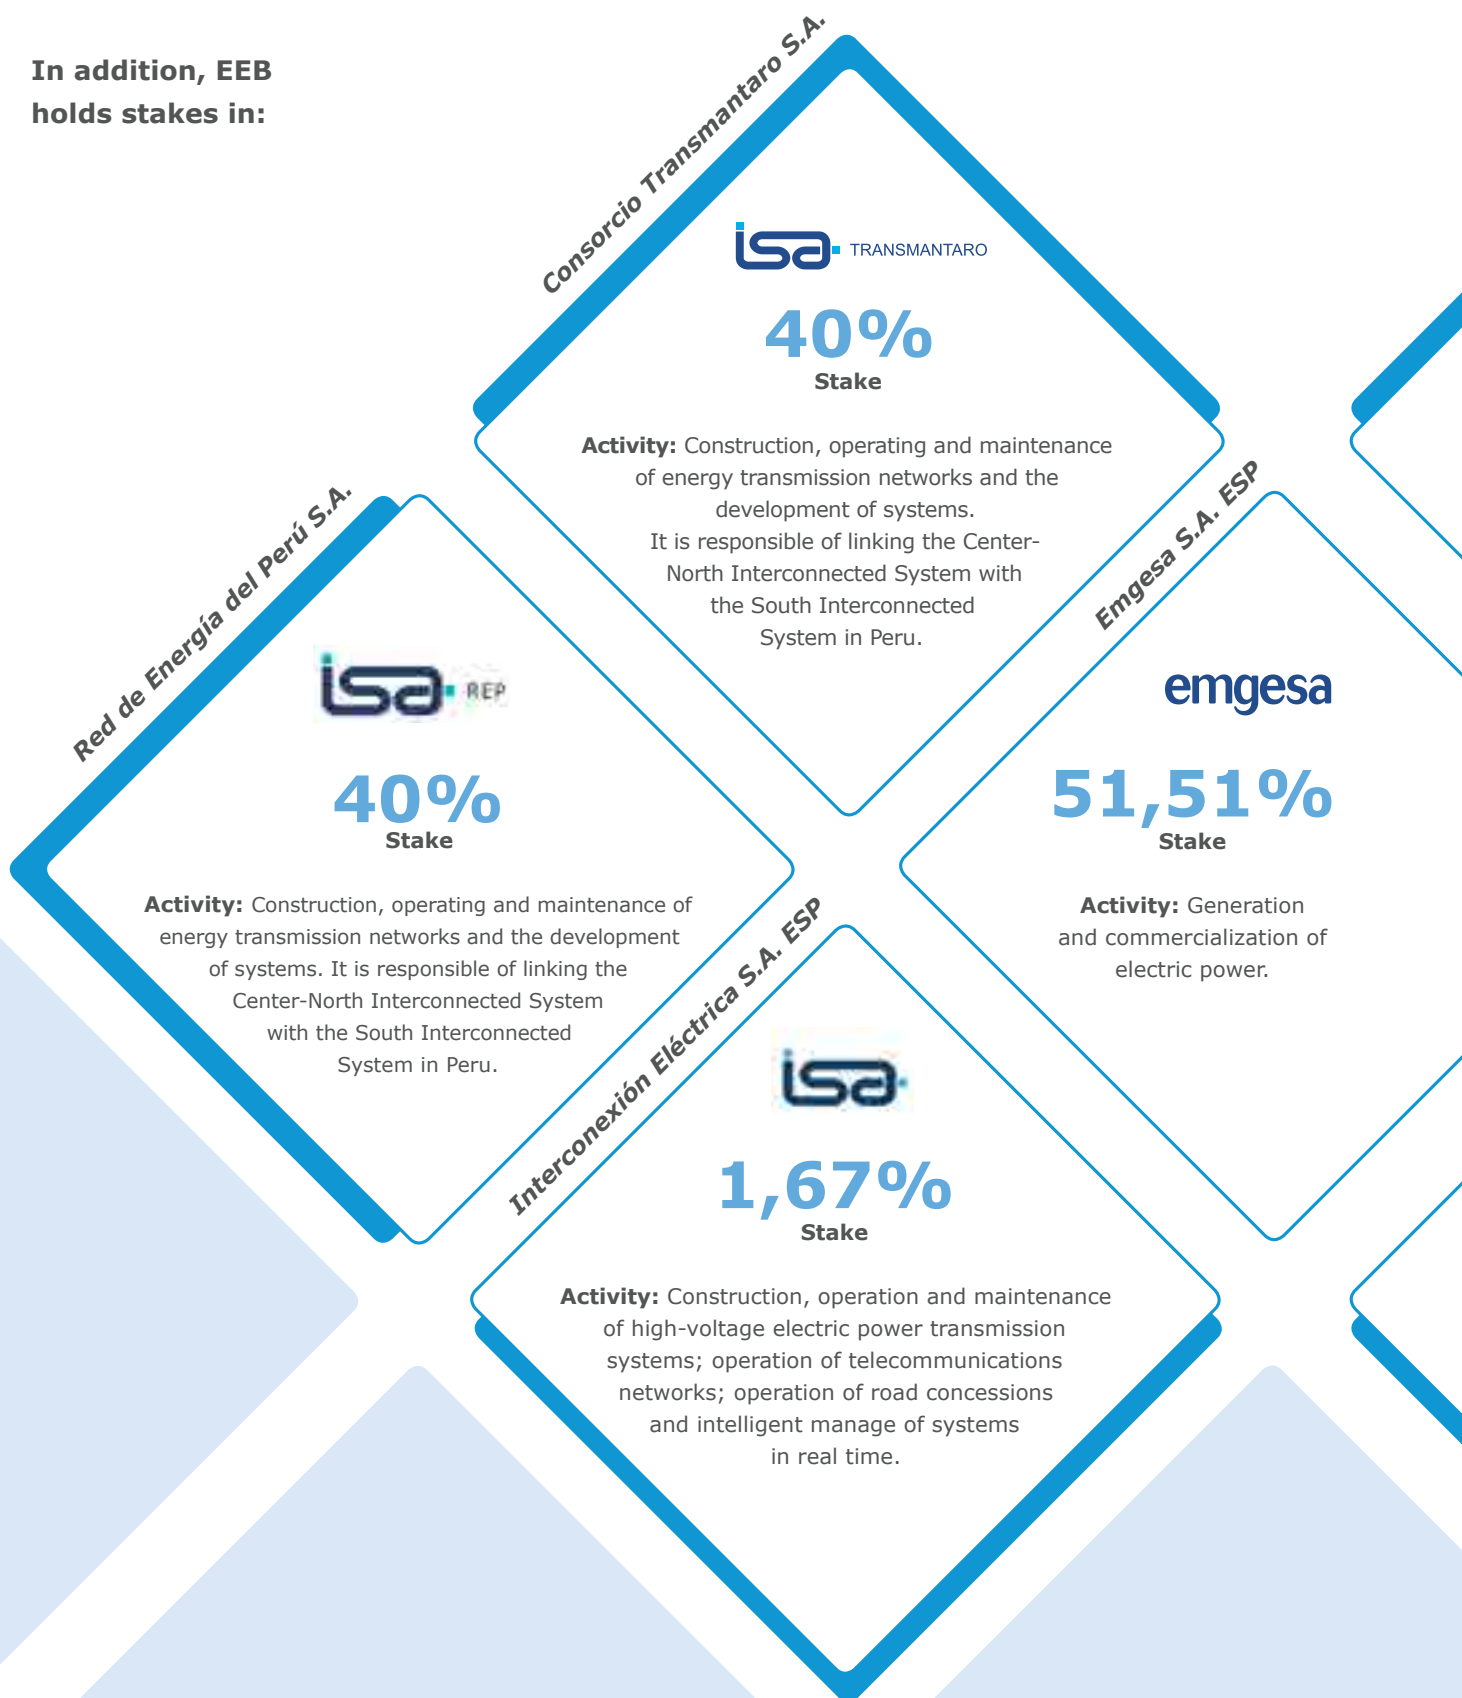 In addition, EEB
holds stakes in:
Consorcio Transmantaro S.A.
isa TRANSMANTARO
40%
Stake
Activity: Construction, operating and maintenance
of energy transmission networks and the
development of systems.
It is responsible of linking the Center-
North Interconnected System with
the South Interconnected
System in Peru.
Red de Energía del Perú S.A.
isa REP
40%
Stake
Activity: Construction, operating and maintenance of
energy transmission networks and the development
of systems. It is responsible of linking the
Center-North Interconnected System
with the South Interconnected
System in Peru.
Emgesa S.A. ESP
emgesa
51,51%
Stake
Activity: Generation
and commercialization of
electric power.
Interconexión Eléctrica S.A. ESP
isa
1,67%
Stake
Activity: Construction, operation and maintenance
of high-voltage electric power transmission
systems; operation of telecommunications
networks; operation of road concessions
and intelligent manage of systems
in real time.